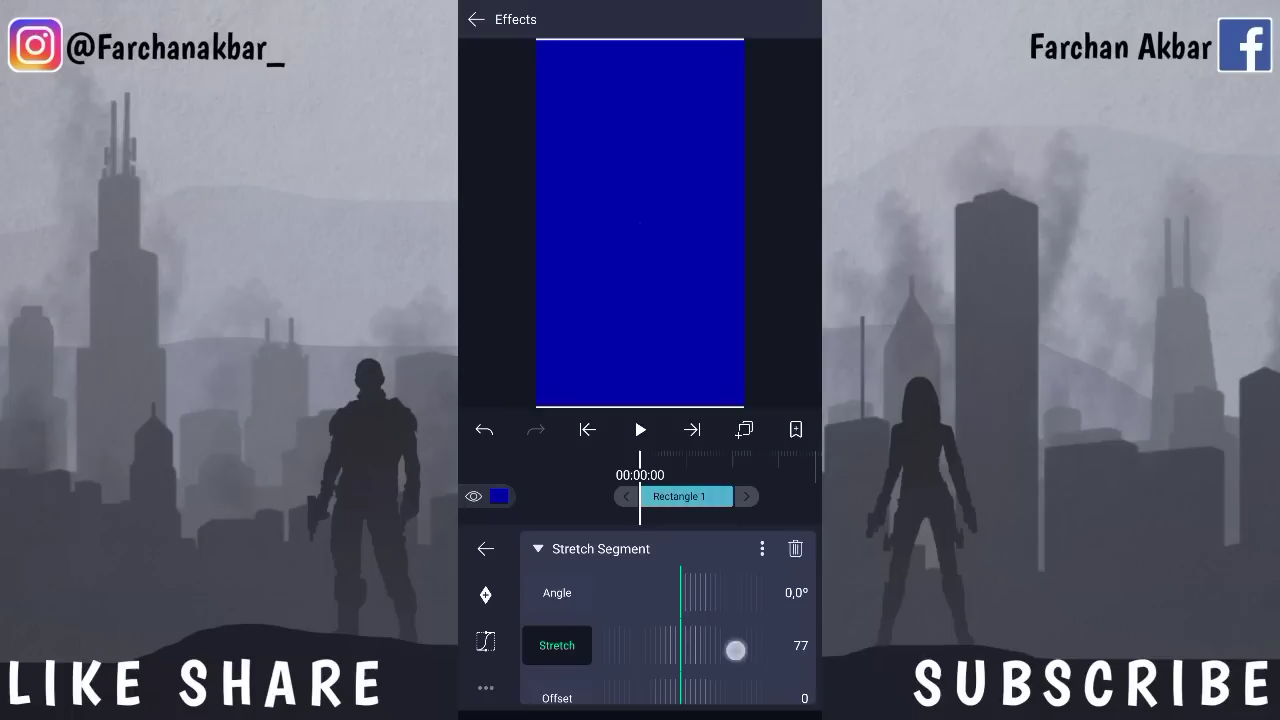 @Farchanakbar_
Effects
Farchan Akbar
00:00:00
Rectangle 1
Stretch Segment
Angle 0,0º
Stretch 77
Offset 0
LIKE SHARE
SUBSCRIBE